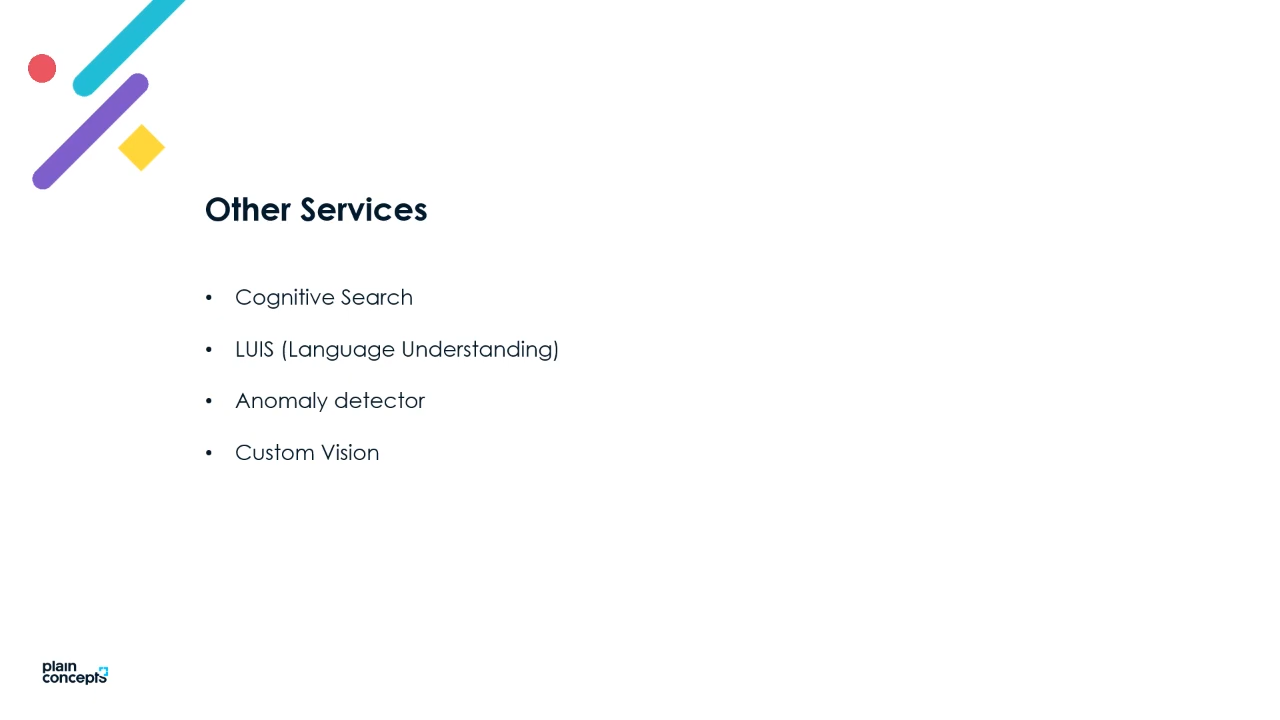 Other Services
• Cognitive Search
• LUIS (Language Understanding)
• Anomaly detector
• Custom Vision
plain
concepts